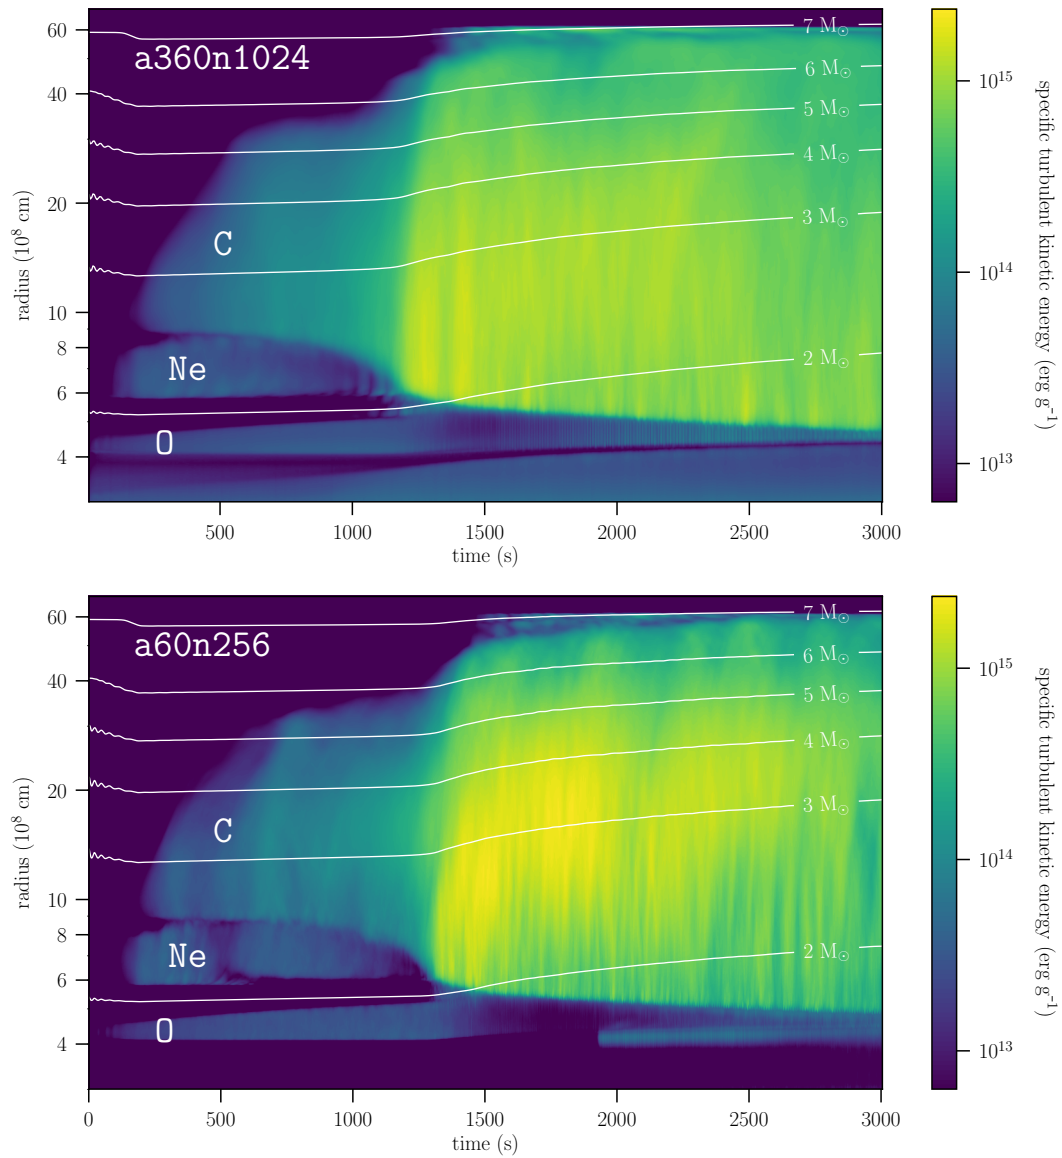 a360n1024
7 M☉
6 M☉
5 M☉
4 M☉
3 M☉
2 M☉
C
Ne
O
60
40
20
10
8
6
4
radius (10⁸ cm)
500 1000 1500 2000 2500 3000
time (s)
10¹⁵
10¹⁴
10¹³
specific turbulent kinetic energy (erg g⁻¹)
a60n256
7 M☉
6 M☉
5 M☉
4 M☉
3 M☉
2 M☉
C
Ne
O
60
40
20
10
8
6
4
radius (10⁸ cm)
0 500 1000 1500 2000 2500 3000
time (s)
10¹⁵
10¹⁴
10¹³
specific turbulent kinetic energy (erg g⁻¹)